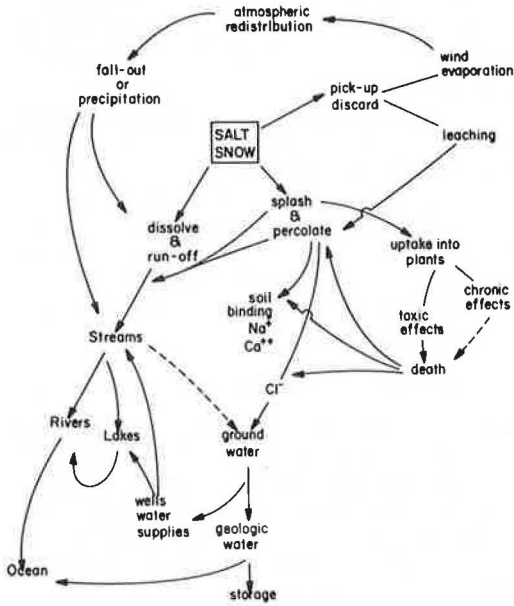 atmospheric
redistribution
wind
evaporation
fall-out
or
precipitation
pick-up
discard
SALT
SNOW
leaching
splash
&
percolate
dissolve
&
run-off
uptake into
plants
chronic
effects
soil
binding
Na+
Ca++
toxic
effects
Streams
death
Cl-
Rivers
Lakes
ground
water
wells
water
supplies
geologic
water
Ocean
storage